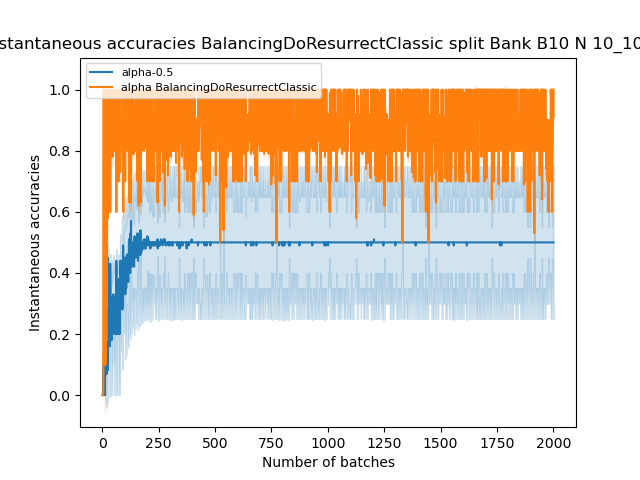 stantaneous accuracies BalancingDoResurrectClassic split Bank B10 N 10_10
alpha-0.5
alpha BalancingDoResurrectClassic
Instantaneous accuracies
1.0
0.8
0.6
0.4
0.2
0.0
0 250 500 750 1000 1250 1500 1750 2000
Number of batches